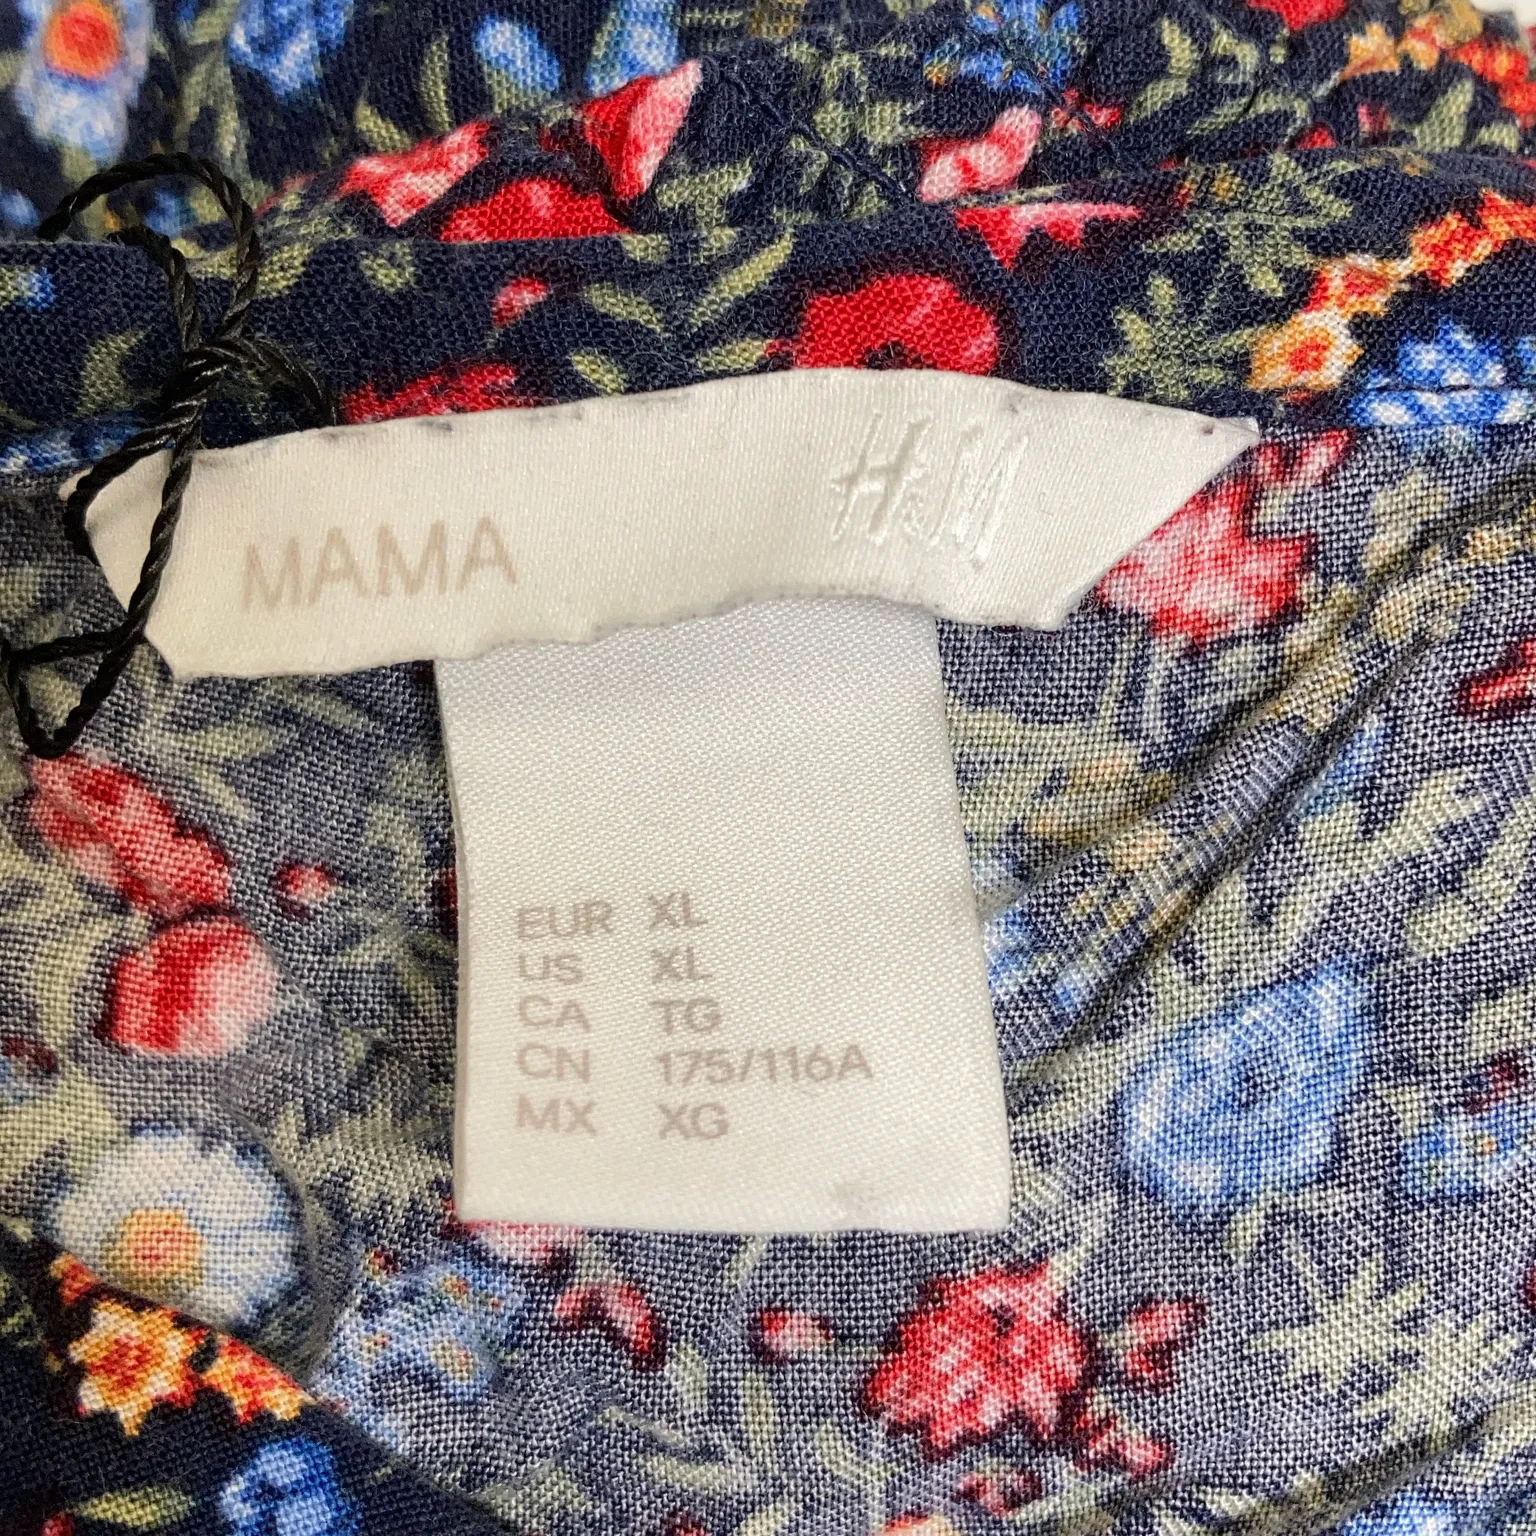 MAMA H&M
EUR XL
US XL
CA TG
CN 175/116A
MX XG